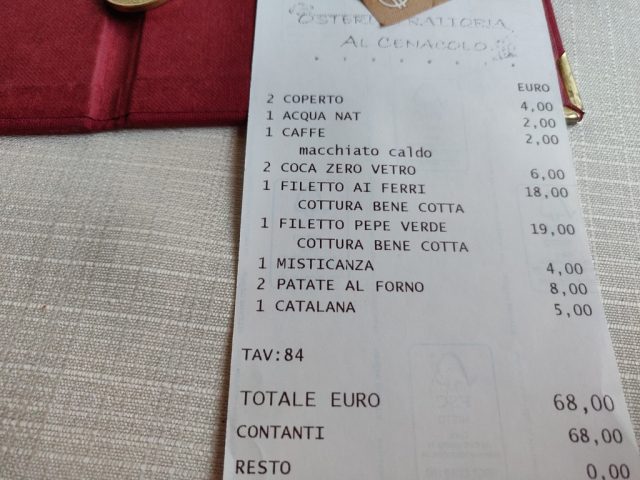 OSTERI TRATTORIA
AL CENACOLO
EURO
2 COPERTO 4,00
1 ACQUA NAT 2,00
1 CAFFE 2,00
macchiato caldo
2 COCA ZERO VETRO 6,00
1 FILETTO AI FERRI 18,00
COTTURA BENE COTTA
1 FILETTO PEPE VERDE 19,00
COTTURA BENE COTTA
1 MISTICANZA 4,00
2 PATATE AL FORNO 8,00
1 CATALANA 5,00
TAV:84
TOTALE EURO 68,00
CONTANTI 68,00
RESTO 0,00